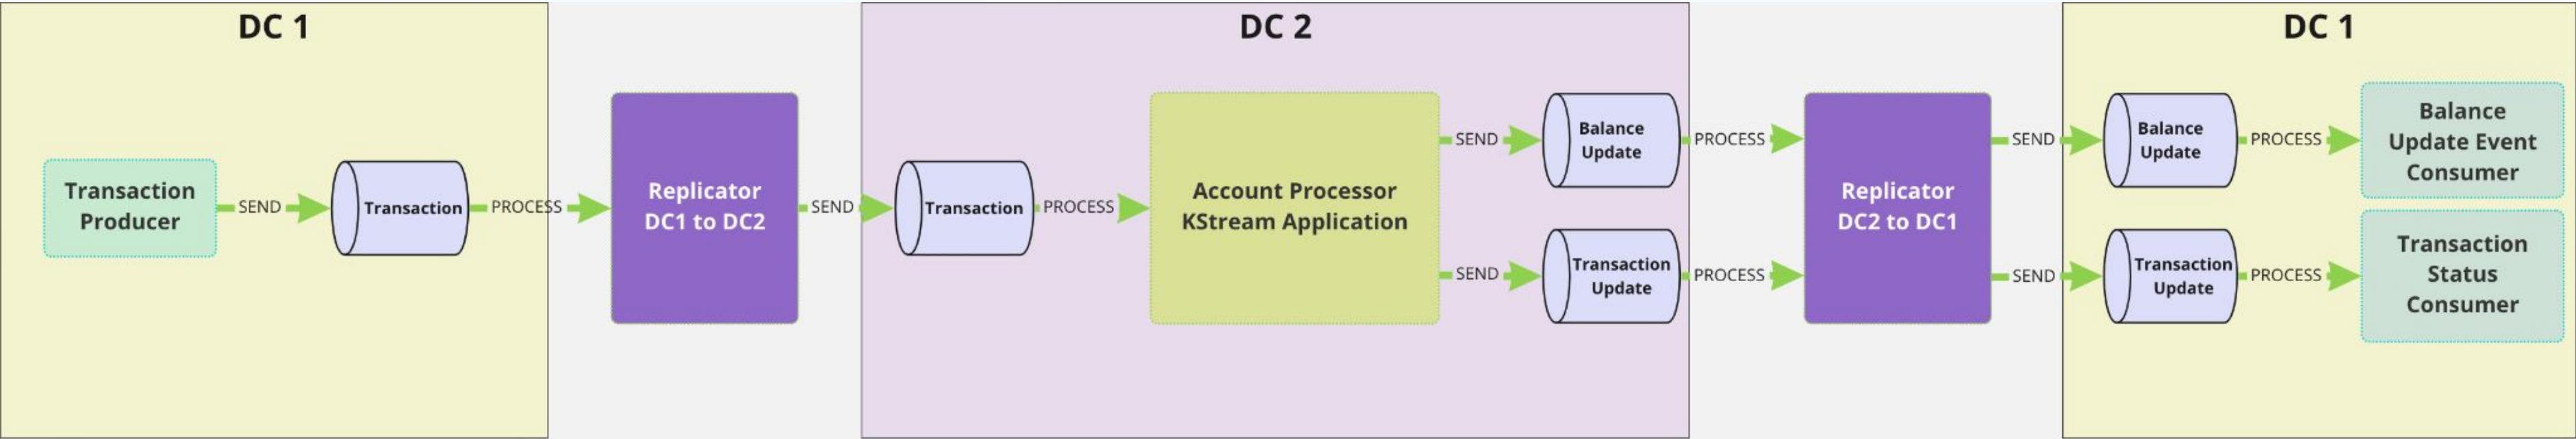 DC 1
Transaction
Producer
SEND
Transaction
PROCESS
Replicator
DC1 to DC2
SEND
DC 2
Transaction
PROCESS
Account Processor
KStream Application
SEND
Balance
Update
PROCESS
SEND
Transaction
Update
PROCESS
Replicator
DC2 to DC1
DC 1
SEND
Balance
Update
PROCESS
Balance
Update Event
Consumer
SEND
Transaction
Update
PROCESS
Transaction
Status
Consumer